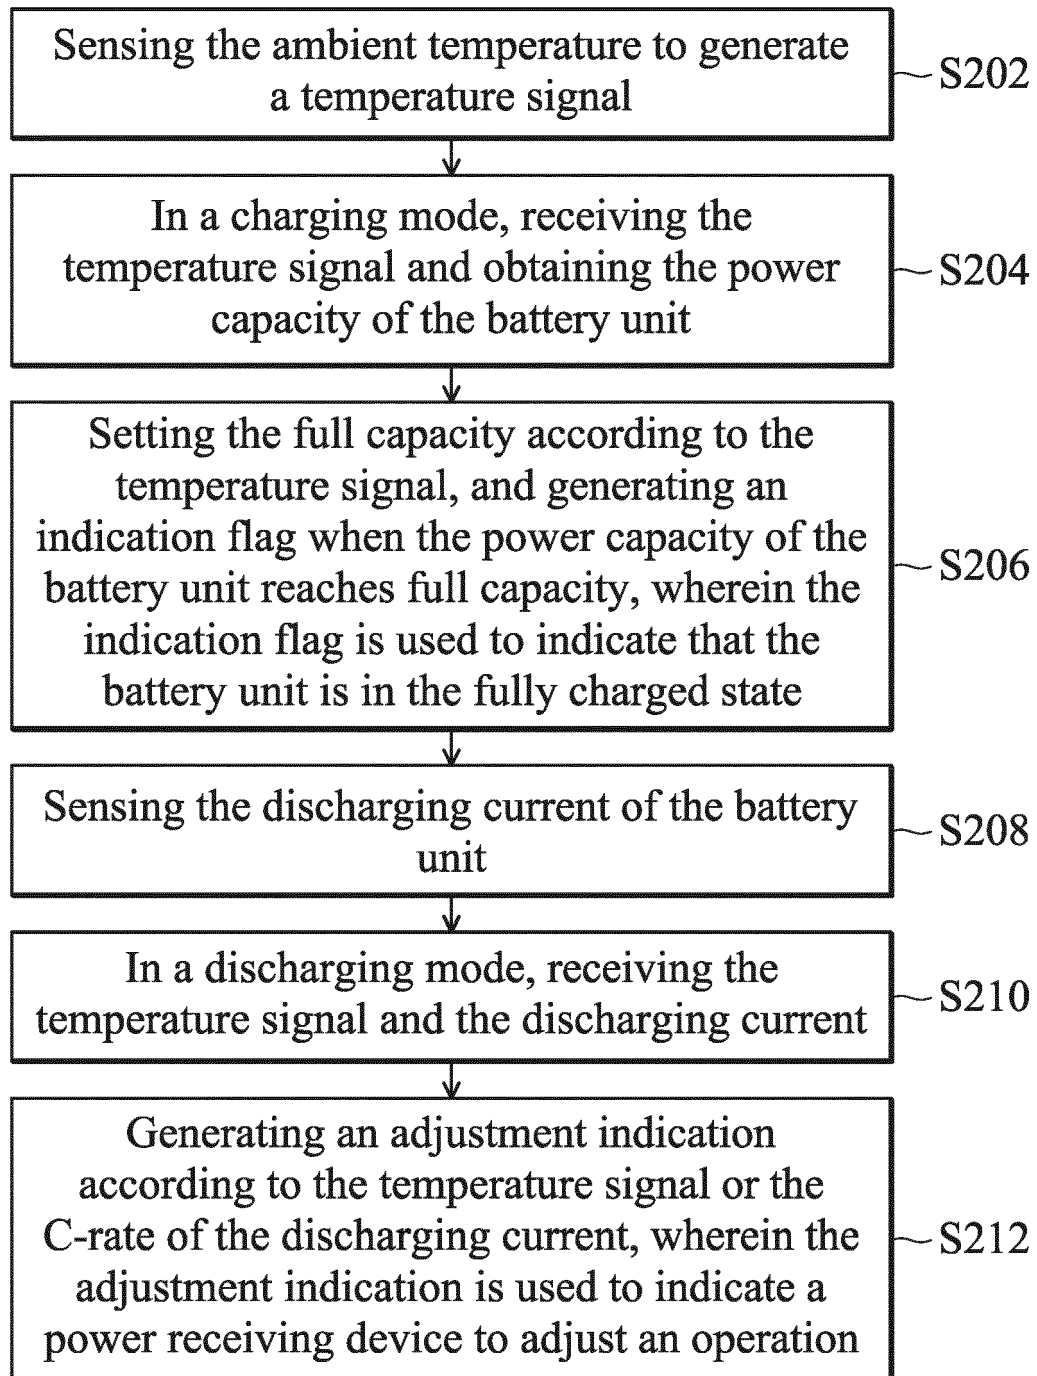 Sensing the ambient temperature to generate
a temperature signal
S202
In a charging mode, receiving the
temperature signal and obtaining the power
capacity of the battery unit
S204
Setting the full capacity according to the
temperature signal, and generating an
indication flag when the power capacity of the
battery unit reaches full capacity, wherein the
indication flag is used to indicate that the
battery unit is in the fully charged state
S206
Sensing the discharging current of the battery
unit
S208
In a discharging mode, receiving the
temperature signal and the discharging current
S210
Generating an adjustment indication
according to the temperature signal or the
C-rate of the discharging current, wherein the
adjustment indication is used to indicate a
power receiving device to adjust an operation
S212